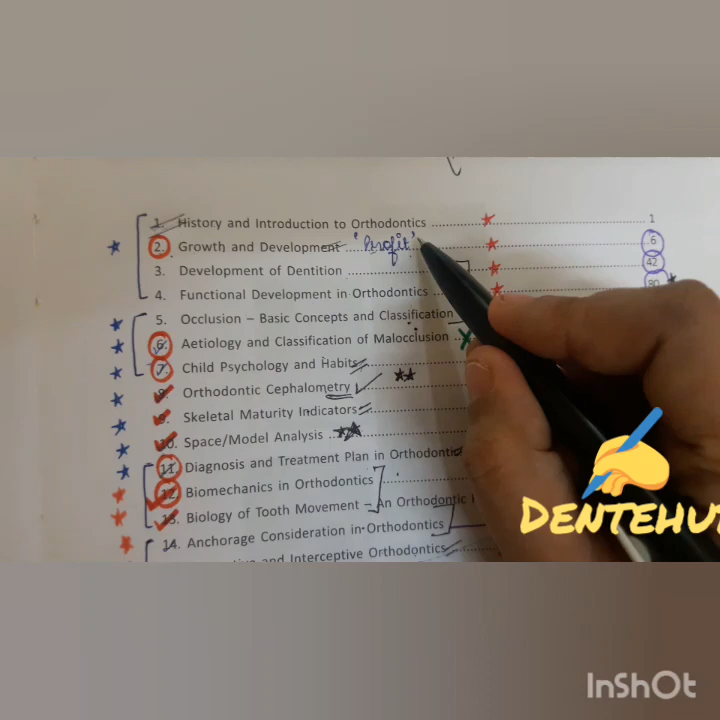 1. History and Introduction to Orthodontics ........ 1
2. Growth and Development ... 'Profit' ........ 6
3. Development of Dentition ........ 42
4. Functional Development in Orthodontics ........ 80
5. Occlusion – Basic Concepts and Classification
6. Aetiology and Classification of Malocclusion
7. Child Psychology and Habits
8. Orthodontic Cephalometry
9. Skeletal Maturity Indicators
10. Space/Model Analysis
11. Diagnosis and Treatment Plan in Orthodontic
12. Biomechanics in Orthodontics
13. Biology of Tooth Movement – An Orthodontic
14. Anchorage Consideration in Orthodontics
and Interceptive Orthodontics
DENTEHU
InShOt